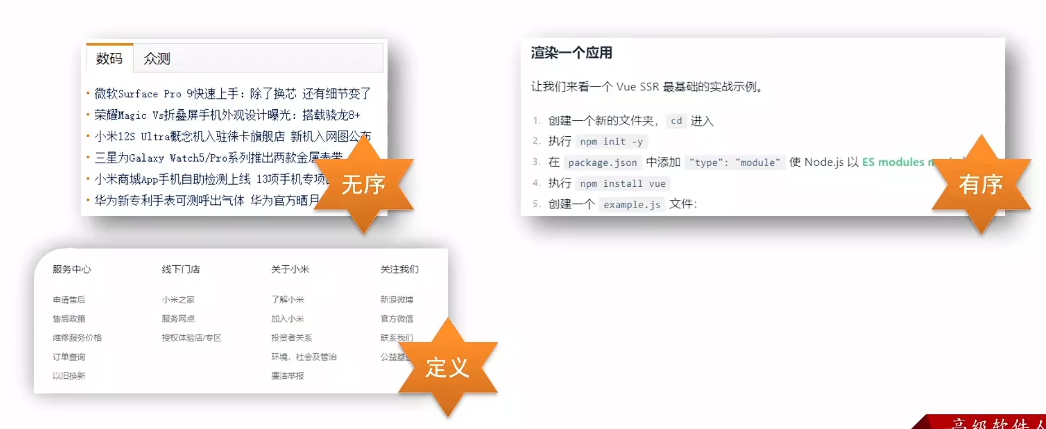 数码 众测
微软Surface Pro 9快速上手：除了换芯 还有细节变了
荣耀Magic Vs折叠屏手机外观设计曝光：搭载骁龙8+
小米12S Ultra概念机入驻徕卡旗舰店 新机入网图公布
三星为Galaxy Watch5/Pro系列推出两款金属表带
小米商城App手机自助检测上线 13项手机专项
华为新专利手表可测呼出气体 华为官方晒月
无序
渲染一个应用
让我们来看一个 Vue SSR 最基础的实战示例。
1. 创建一个新的文件夹，cd 进入
2. 执行 npm init -y
3. 在 package.json 中添加 "type": "module" 使 Node.js 以 ES modules
4. 执行 npm install vue
5. 创建一个 example.js 文件：
有序
服务中心 线下门店 关于小米 关注我们
申请售后 小米之家 了解小米 新浪微博
售后政策 服务网点 加入小米 官方微信
维修服务价格 授权体验店/专区 投资者关系 联系我们
订单查询 环境、社会及管治 公益基
以旧换新 廉洁举报
定义
高级软件人